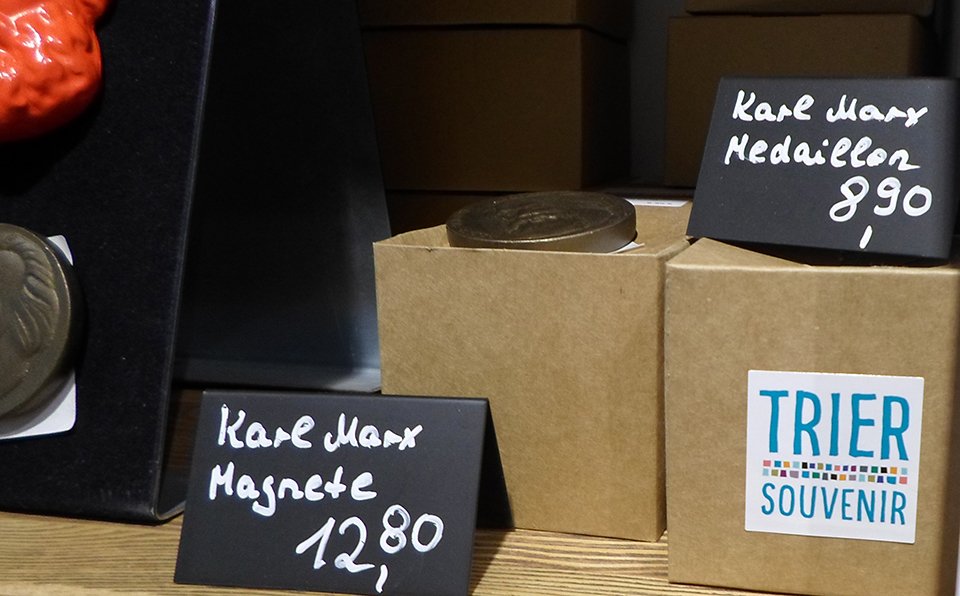 Karl Marx
Medaillon
8,90
Karl Marx
Magnete
12,80
TRIER
SOUVENIR